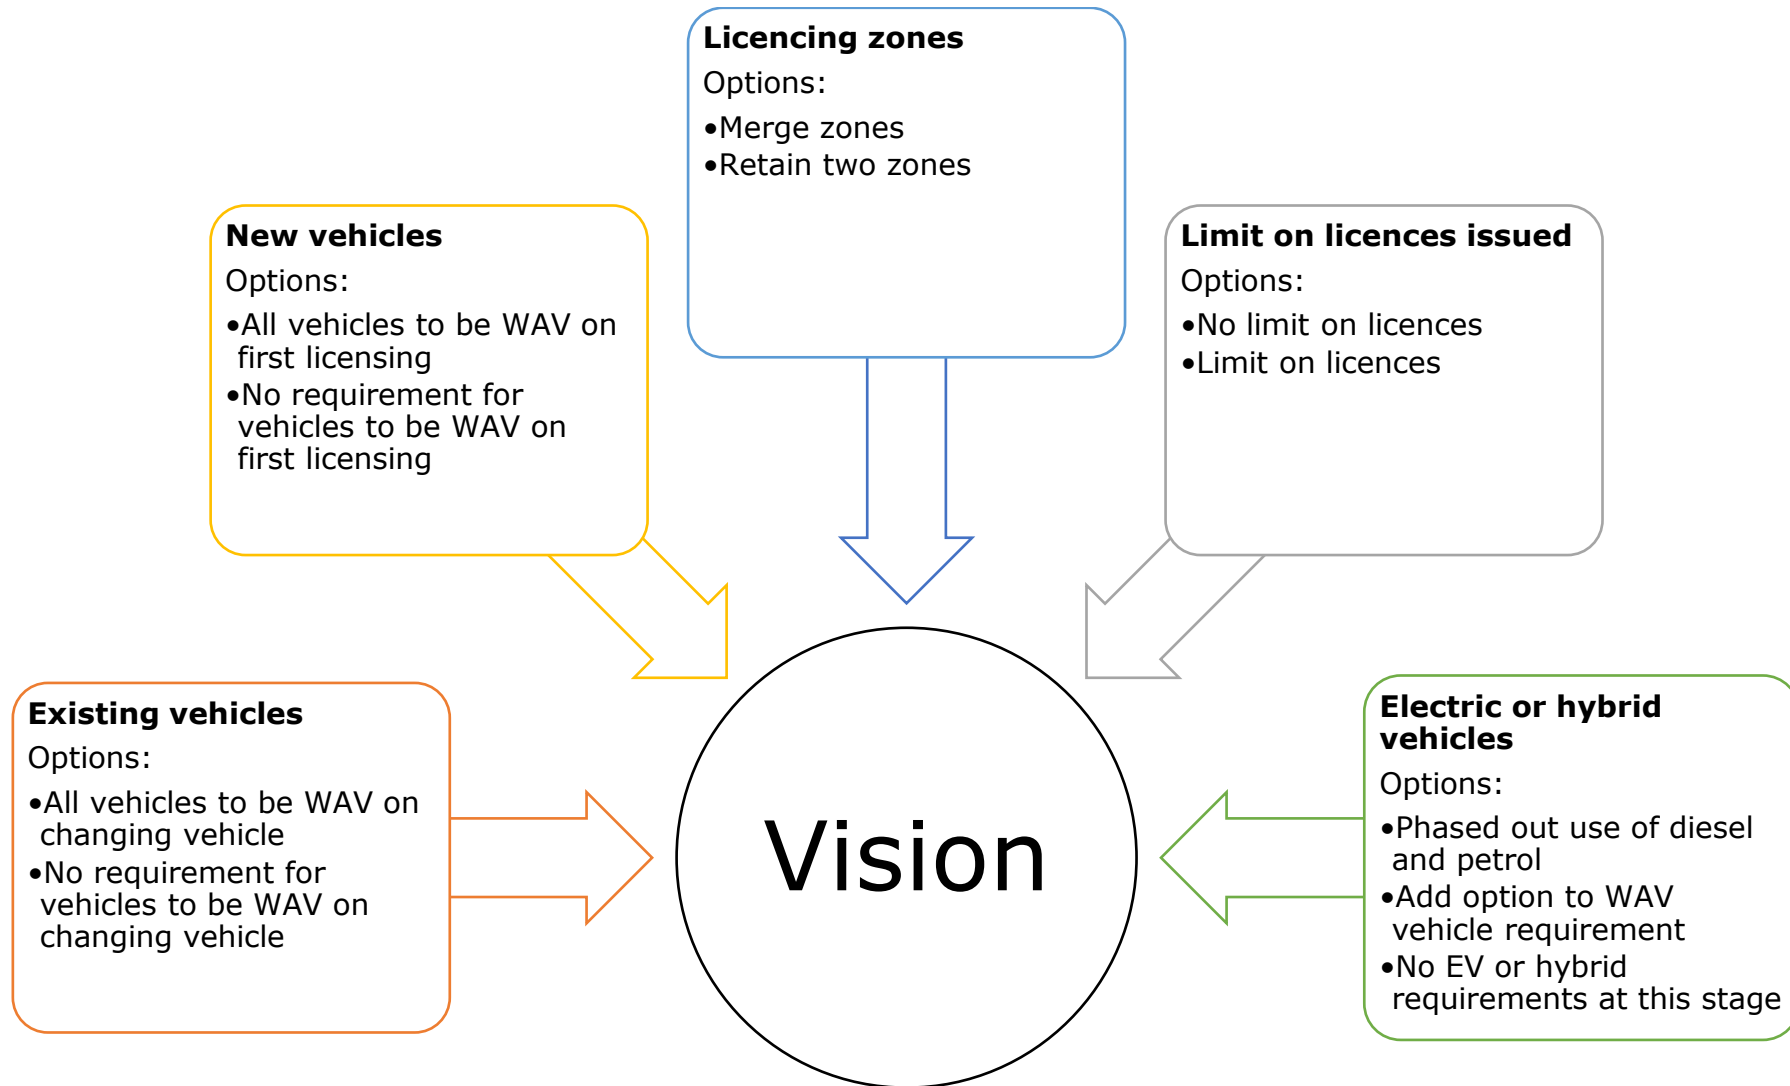 Licencing zones
Options:
•Merge zones
•Retain two zones
New vehicles
Options:
•All vehicles to be WAV on
first licensing
•No requirement for
vehicles to be WAV on
first licensing
Limit on licences issued
Options:
•No limit on licences
•Limit on licences
Existing vehicles
Options:
•All vehicles to be WAV on
changing vehicle
•No requirement for
vehicles to be WAV on
changing vehicle
Vision
Electric or hybrid
vehicles
Options:
•Phased out use of diesel
and petrol
•Add option to WAV
vehicle requirement
•No EV or hybrid
requirements at this stage